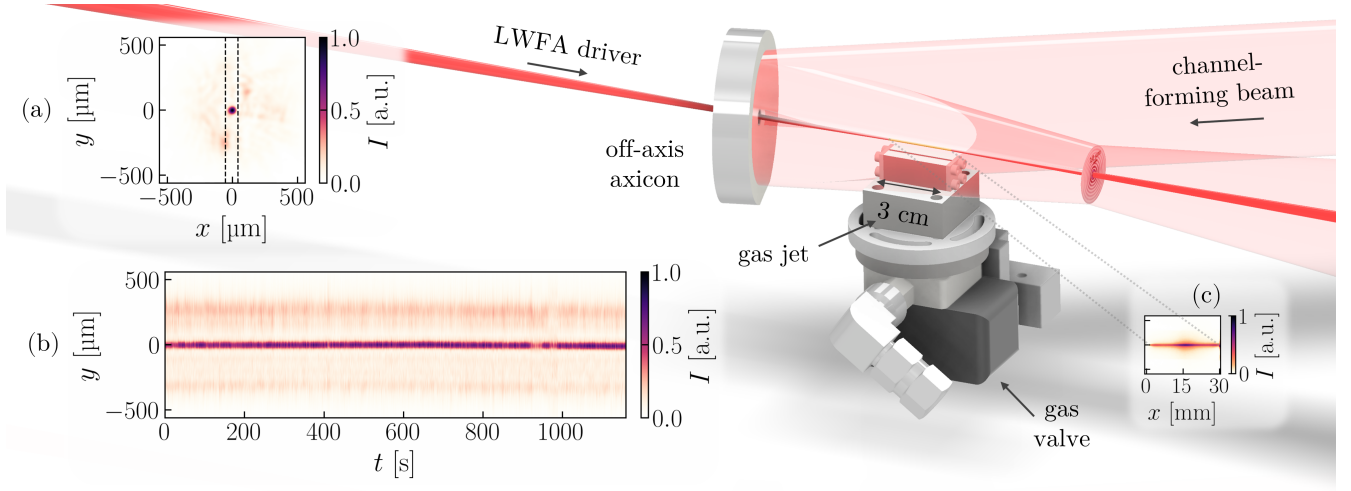 (a)
y [µm]
500
0
−500
−500
0
500
x [µm]
1.0
0.5
0.0
I [a.u.]
LWFA driver
off-axis
axicon
channel-
forming beam
3 cm
gas jet
gas
valve
(b)
y [µm]
500
0
−500
0
200
400
600
800
1000
t [s]
1.0
0.5
0.0
I [a.u.]
(c)
1
0
I [a.u.]
0
15
30
x [mm]